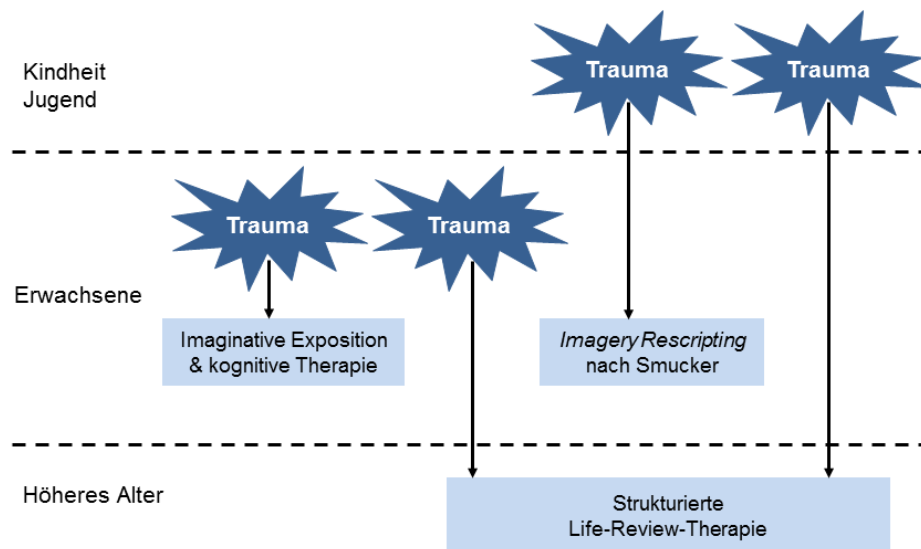 Kindheit
Jugend
Trauma
Trauma
Trauma
Trauma
Erwachsene
Imaginative Exposition
& kognitive Therapie
Imagery Rescripting
nach Smucker
Höheres Alter
Strukturierte
Life-Review-Therapie